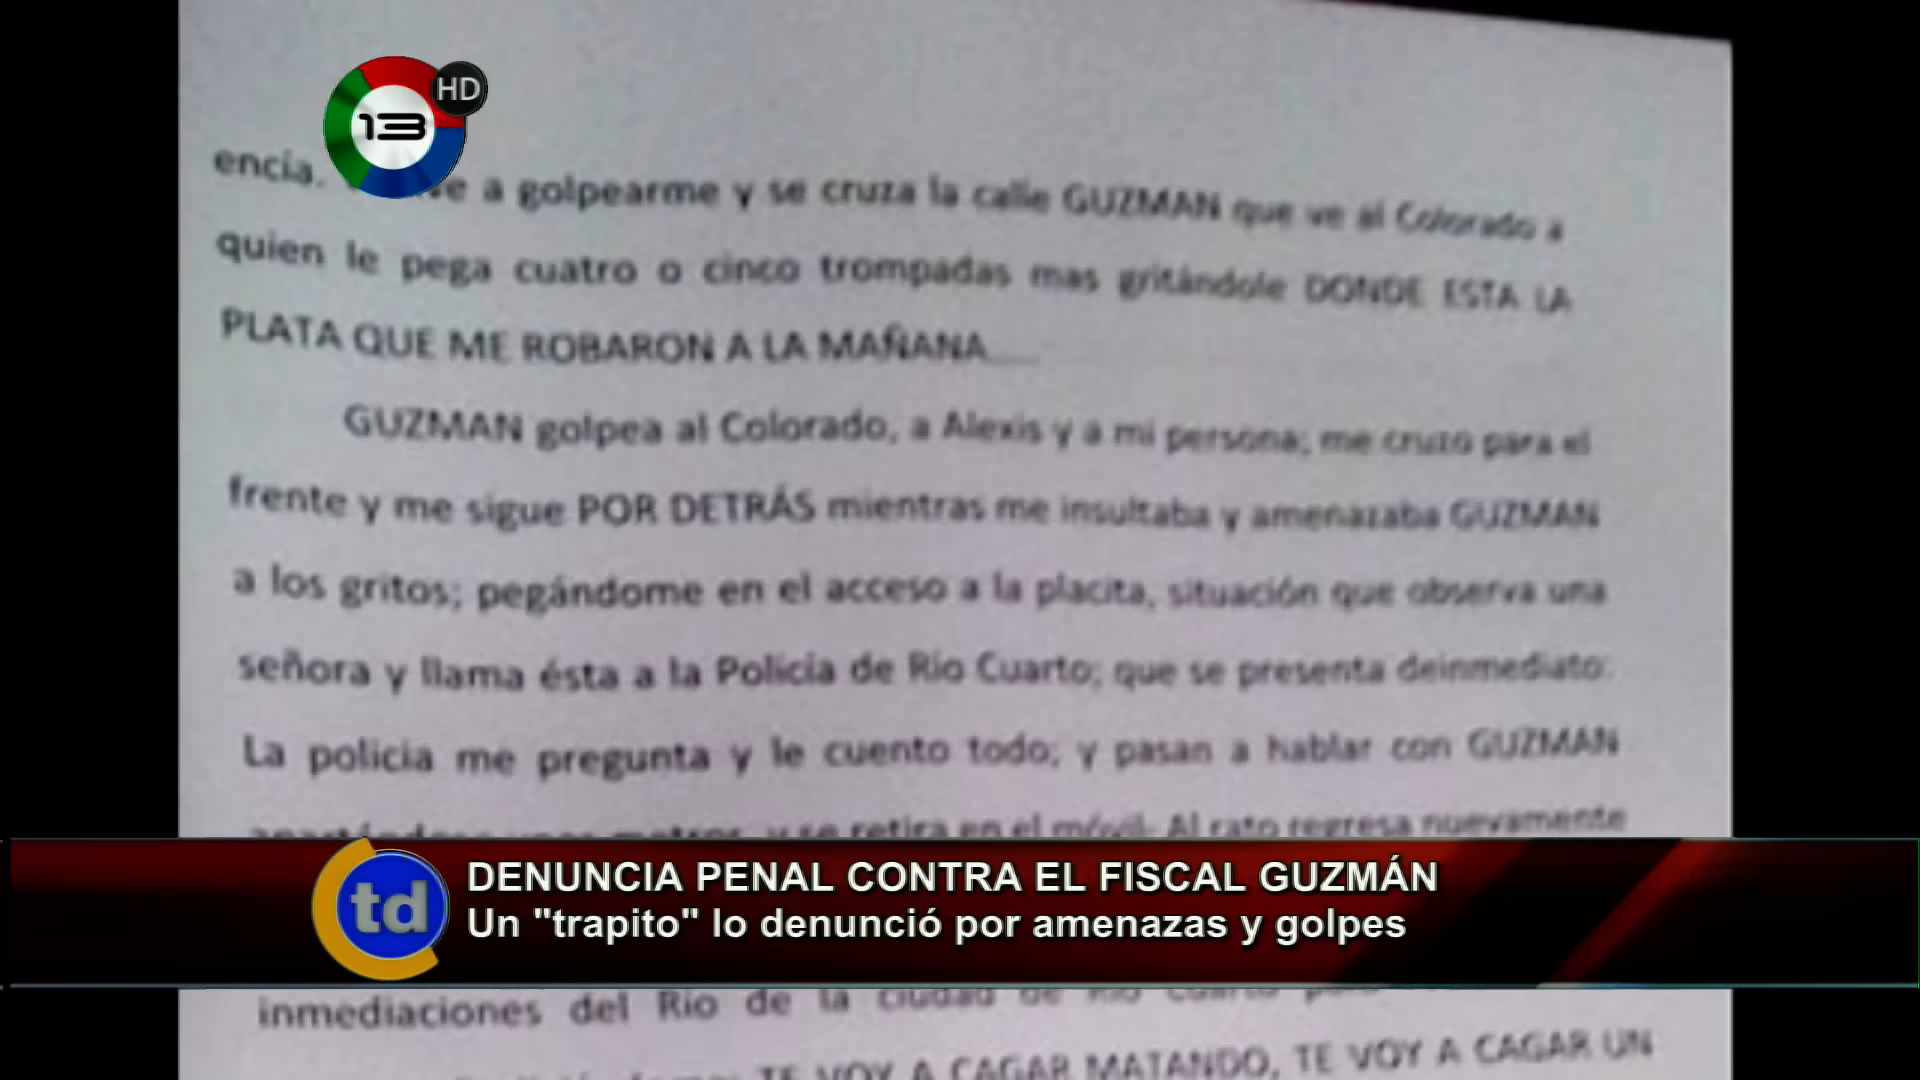 HD
13
encía. a golpearme y se cruza la calle GUZMAN que ve al Colorado a
quien le pega cuatro o cinco trompadas mas gritándole DONDE ESTA LA
PLATA QUE ME ROBARON A LA MAÑANA....
GUZMAN golpea al Colorado, a Alexis y a mi persona; me cruzo para el
frente y me sigue POR DETRÁS mientras me insultaba y amenazaba GUZMAN
a los gritos; pegándome en el acceso a la placita, situación que observa una
señora y llama ésta a la Policía de Rio Cuarto; que se presenta deinmediato.
La policia me pregunta y le cuento todo; y pasan a hablar con GUZMAN
y se retira en el móvil- Al rato regresa nuevamente
td
DENUNCIA PENAL CONTRA EL FISCAL GUZMÁN
Un "trapito" lo denunció por amenazas y golpes
inmediaciones del Rio de la ciudad de Rio Cuarto
TE VOY A CAGAR MATANDO, TE VOY A CAGAR UN